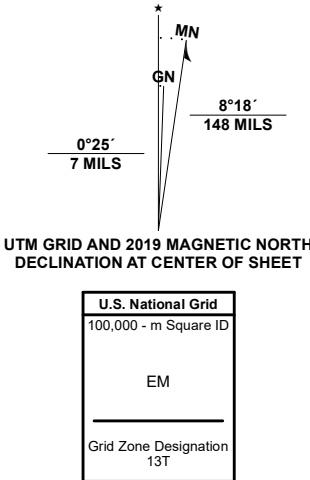 ★
MN
GN
8°18´
148 MILS
0°25´
7 MILS
UTM GRID AND 2019 MAGNETIC NORTH
DECLINATION AT CENTER OF SHEET
U.S. National Grid
100,000 - m Square ID
EM
Grid Zone Designation
13T